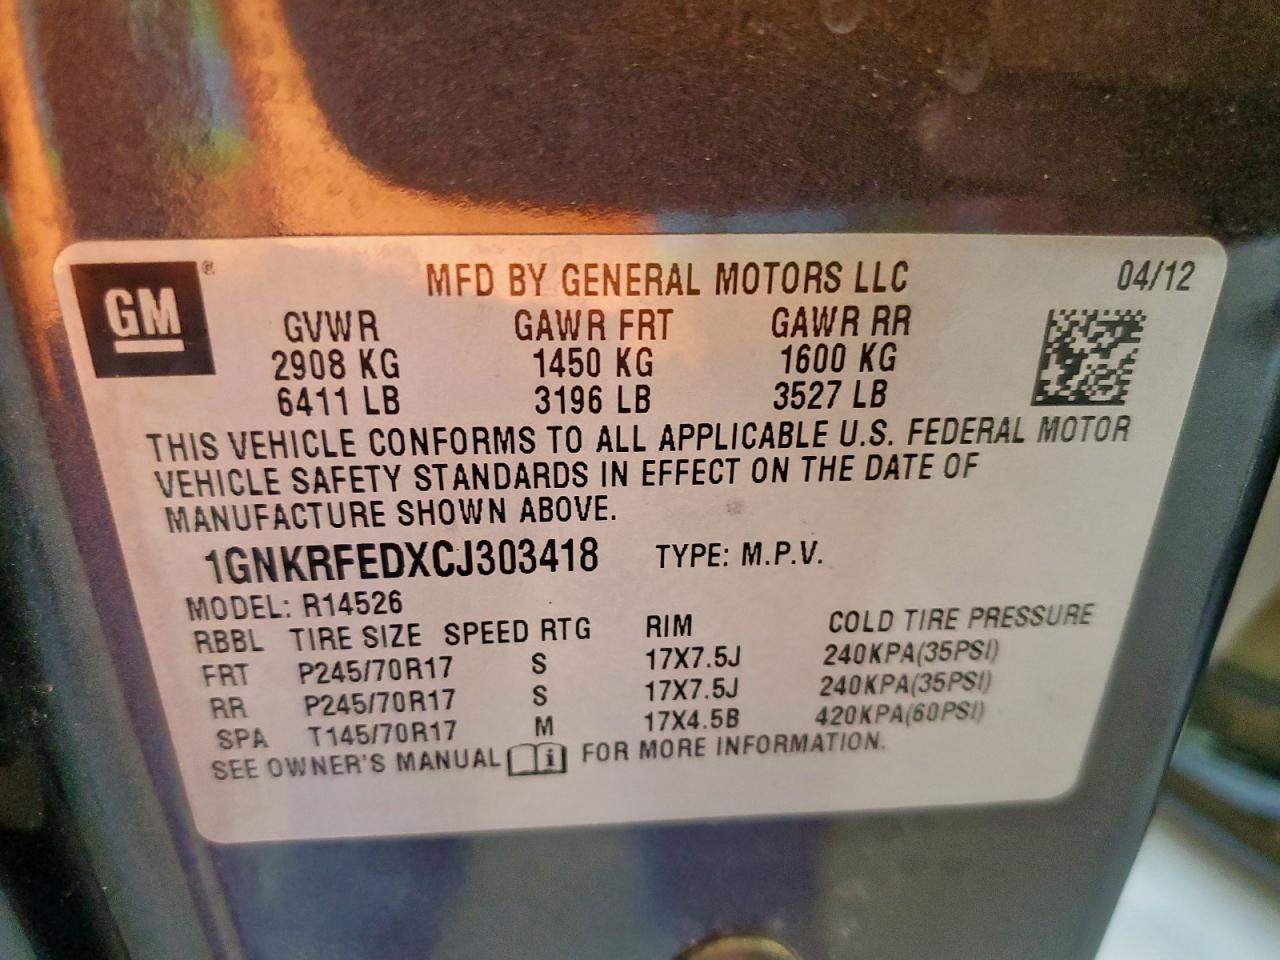 GM ®
MFD BY GENERAL MOTORS LLC 04/12
GVWR GAWR FRT GAWR RR
2908 KG 1450 KG 1600 KG
6411 LB 3196 LB 3527 LB
THIS VEHICLE CONFORMS TO ALL APPLICABLE U.S. FEDERAL MOTOR
VEHICLE SAFETY STANDARDS IN EFFECT ON THE DATE OF
MANUFACTURE SHOWN ABOVE.
1GNKRFEDXCJ303418 TYPE: M.P.V.
MODEL: R14526
RBBL TIRE SIZE SPEED RTG RIM COLD TIRE PRESSURE
FRT P245/70R17 S 17X7.5J 240KPA(35PSI)
RR P245/70R17 S 17X7.5J 240KPA(35PSI)
SPA T145/70R17 M 17X4.5B 420KPA(60PSI)
SEE OWNER'S MANUAL i FOR MORE INFORMATION.